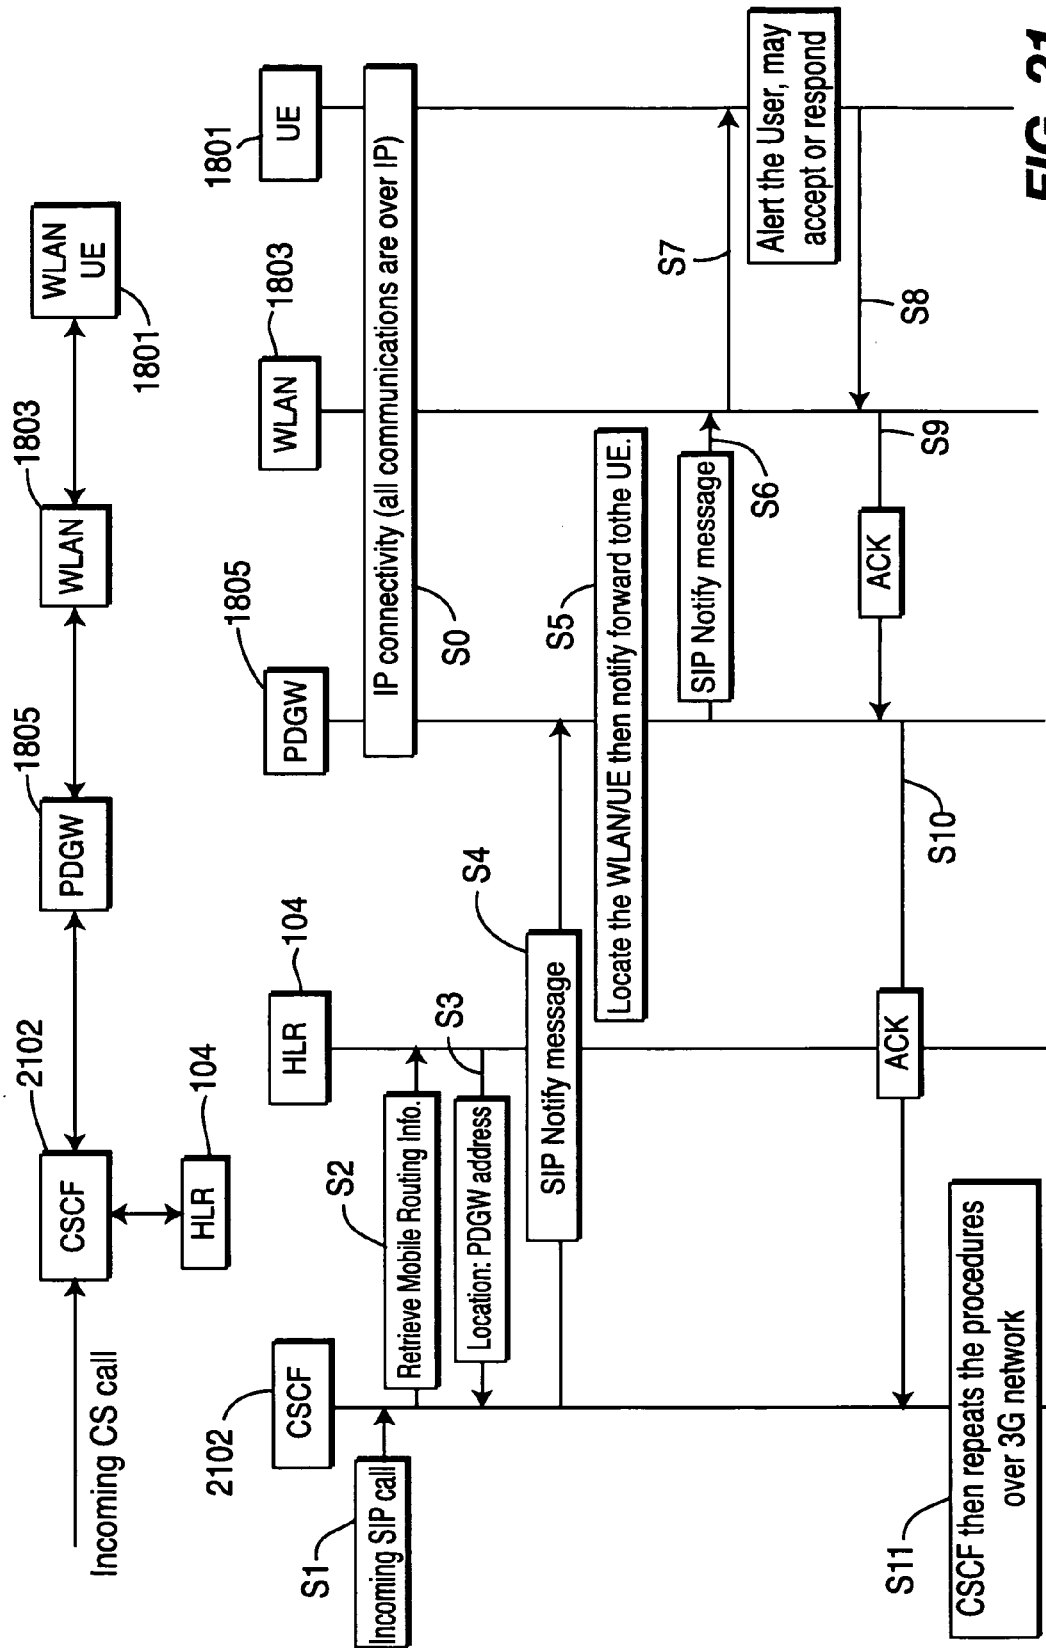 Incoming CS call
2102
CSCF
HLR
104
1805
PDGW
1803
WLAN
WLAN
UE
1801
2102
CSCF
HLR
104
PDGW
1805
WLAN
1803
UE
1801
IP connectivity (all communications are over IP)
S0
S1
Incoming SIP call
S2
Retrieve Mobile Routing Info.
S3
Location: PDGW address
S4
SIP Notify message
S5
Locate the WLAN/UE then notify forward tothe UE.
SIP Notify message
S6
S7
Alert the User, may
accept or respond
S8
S9
ACK
S10
ACK
S11
CSCF then repeats the procedures
over 3G network
FIG. 21